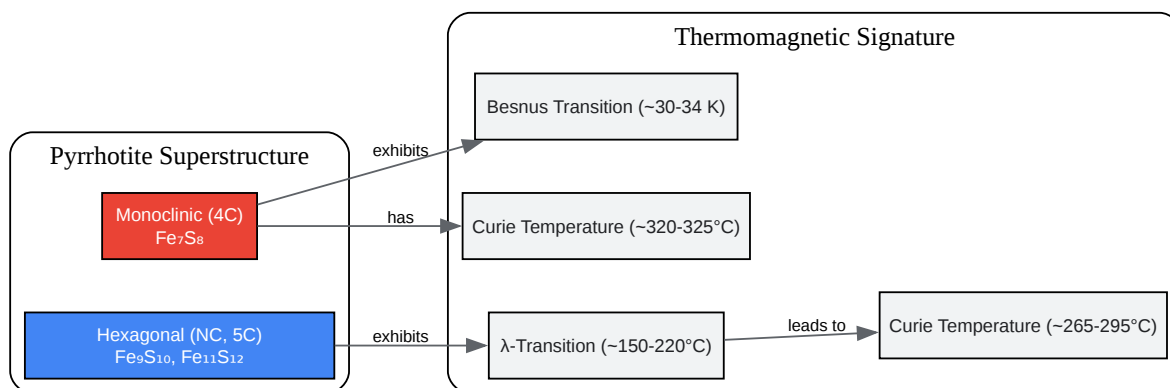 Thermomagnetic Signature
Besnus Transition (~30-34 K)
Pyrrhotite Superstructure
exhibits
Monoclinic (4C)
Fe₇S₈
has
Curie Temperature (~320-325°C)
Hexagonal (NC, 5C)
Fe₉S₁₀, Fe₁₁S₁₂
exhibits
λ-Transition (~150-220°C)
leads to
Curie Temperature (~265-295°C)